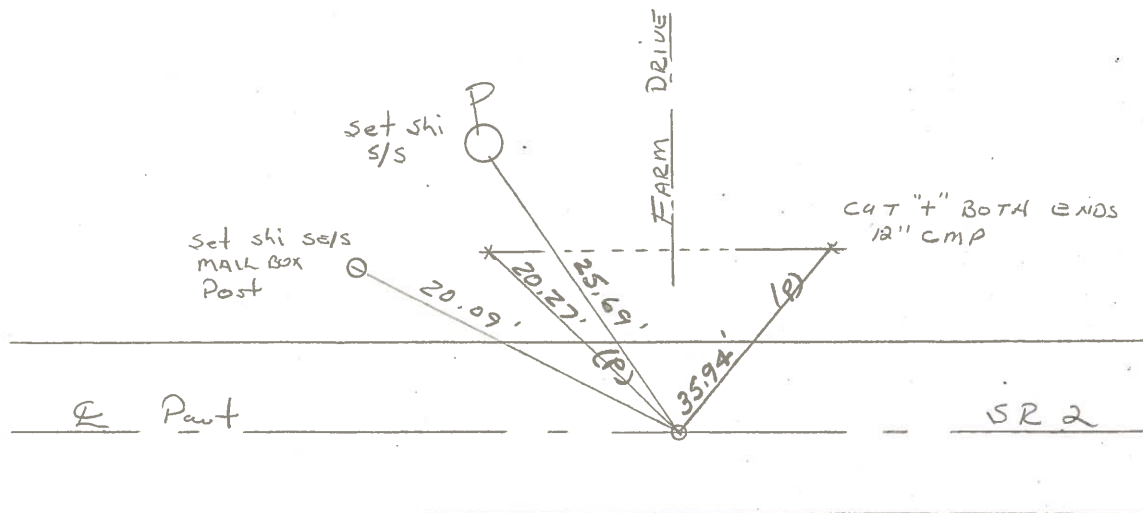 FARM DRIVE
P
set shi
s/s
CUT "+" BOTH ENDS
12" CMP
set shi SE/S
MAIL BOX
Post
20.09'
20.27'
(P)
25.69'
35.94'
(P)
℄ Pavt
SR 2